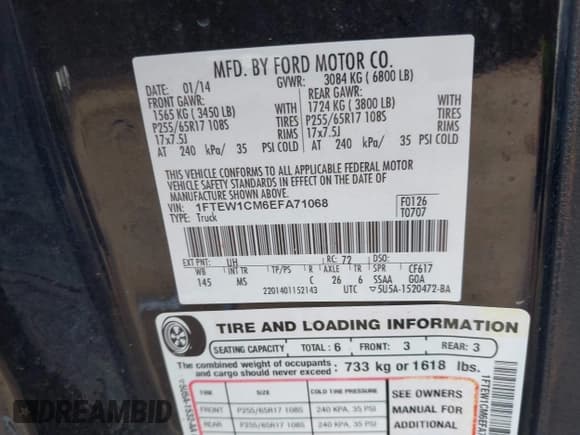 MFD. BY FORD MOTOR CO.
DATE: 01/14 GVWR: 3084 KG ( 6800 LB)
FRONT GAWR: REAR GAWR:
1565 KG ( 3450 LB) WITH 1724 KG ( 3800 LB) WITH
P255/65R17 108S TIRES P255/65R17 108S TIRES
17x7.5J RIMS 17x7.5J RIMS
AT 240 kPa/ 35 PSI COLD AT 240 kPa/ 35 PSI COLD
THIS VEHICLE CONFORMS TO ALL APPLICABLE FEDERAL MOTOR
VEHICLE SAFETY STANDARDS IN EFFECT ON THE DATE OF
MANUFACTURE SHOWN ABOVE.
VIN: 1FTEW1CM6EFA71068 F0126
TYPE: Truck T0707
EXT PNT: UH RC: 72 DSO:
WB INT TR TP/PS R AXLE TR SPR CF617
145 MS C 26 6 SSAA GOA
2201401152143 UTC ▽5U5A-1520472-BA
TIRE AND LOADING INFORMATION
SEATING CAPACITY TOTAL : 6 FRONT: 3 REAR: 3
The combined weight of occupants and cargo should never exceed: 733 kg or 1618 lbs.
TIRE SIZE COLD TIRE PRESSURE SEE OWNERS
FRONT P255/65R17 108S 240 KPA, 35 PSI MANUAL FOR
REAR P255/65R17 108S 240 KPA, 35 PSI ADDITIONAL
1FTEW1CM6EFA
DREAMBID